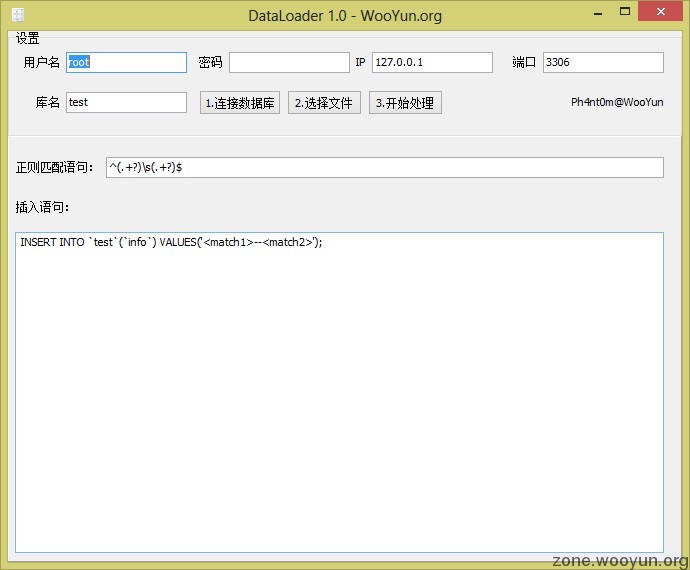 DataLoader 1.0 - WooYun.org
设置
用户名 root 密码 IP 127.0.0.1 端口 3306
库名 test 1.连接数据库 2.选择文件 3.开始处理 Ph4nt0m@WooYun
正则匹配语句: ^(.+?)\s(.+?)$
插入语句:
INSERT INTO `test`(`info`) VALUES('<match1>--<match2>');
zone.wooyun.org